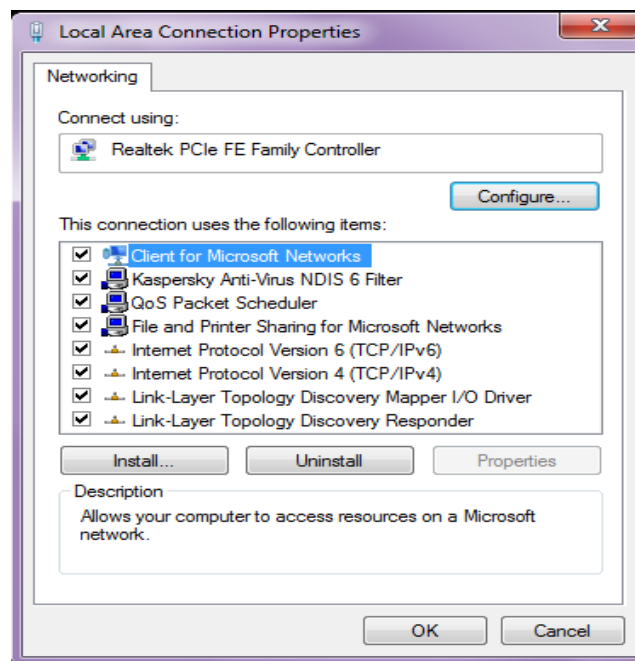 Local Area Connection Properties
Networking
Connect using:
Realtek PCIe FE Family Controller
Configure...
This connection uses the following items:
Client for Microsoft Networks
Kaspersky Anti-Virus NDIS 6 Filter
QoS Packet Scheduler
File and Printer Sharing for Microsoft Networks
Internet Protocol Version 6 (TCP/IPv6)
Internet Protocol Version 4 (TCP/IPv4)
Link-Layer Topology Discovery Mapper I/O Driver
Link-Layer Topology Discovery Responder
Install... Uninstall Properties
Description
Allows your computer to access resources on a Microsoft
network.
OK Cancel